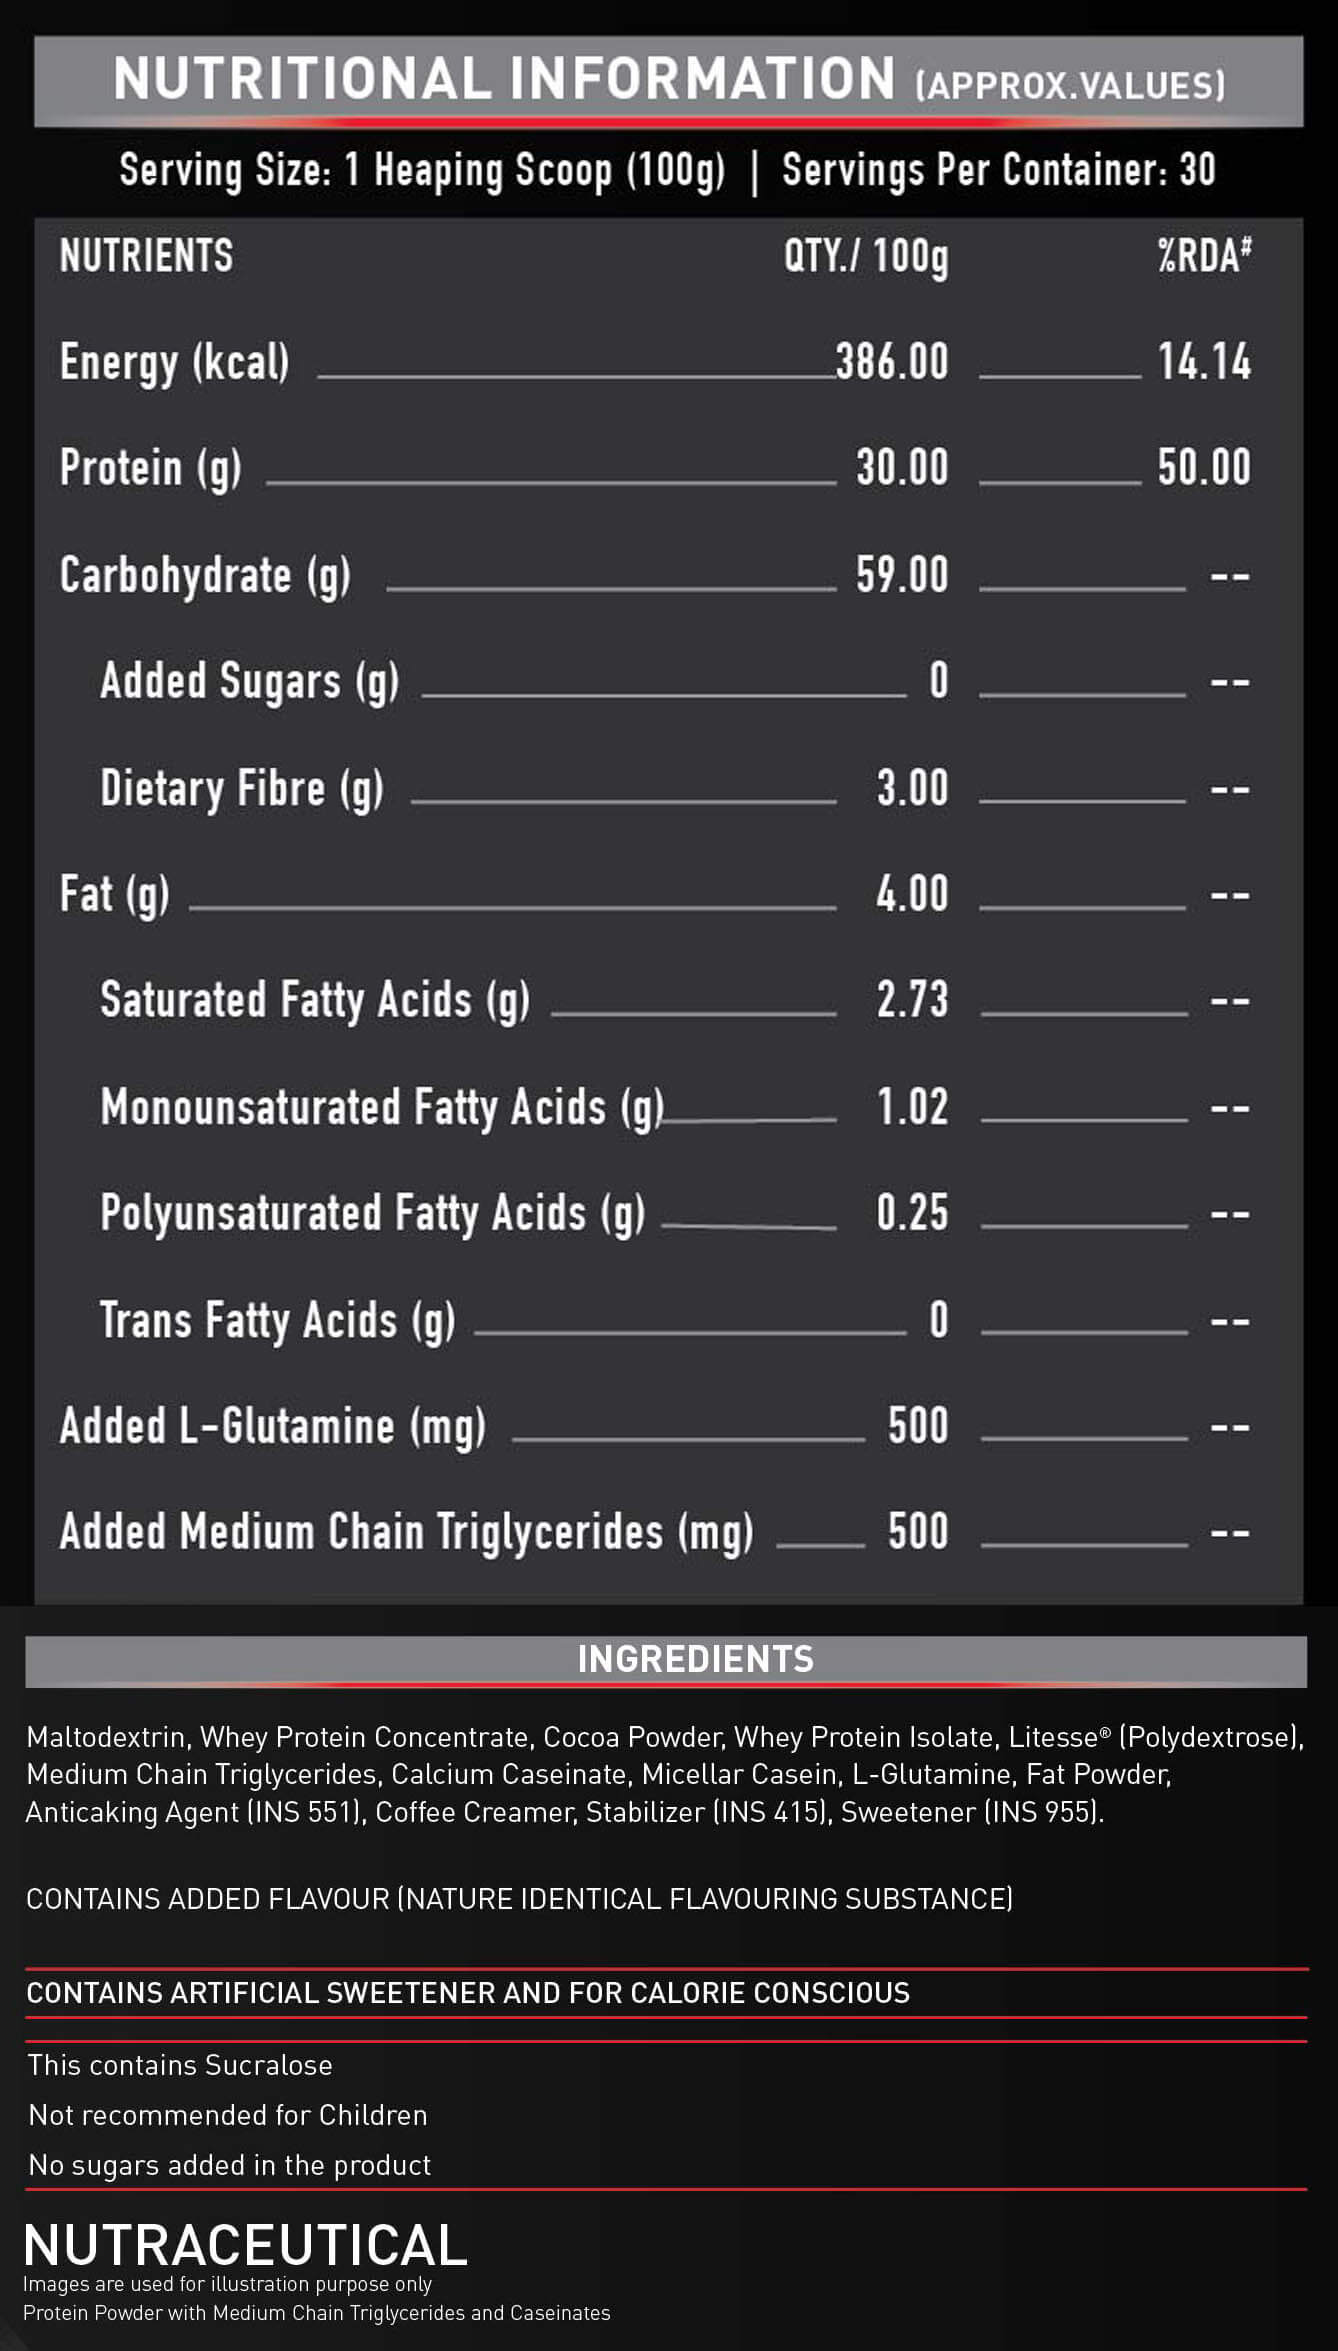 NUTRITIONAL INFORMATION (APPROX.VALUES)
Serving Size: 1 Heaping Scoop (100g) | Servings Per Container: 30
NUTRIENTS QTY./ 100g %RDA#
Energy (kcal) 386.00 14.14
Protein (g) 30.00 50.00
Carbohydrate (g) 59.00 --
Added Sugars (g) 0 --
Dietary Fibre (g) 3.00 --
Fat (g) 4.00 --
Saturated Fatty Acids (g) 2.73 --
Monounsaturated Fatty Acids (g) 1.02 --
Polyunsaturated Fatty Acids (g) 0.25 --
Trans Fatty Acids (g) 0 --
Added L-Glutamine (mg) 500 --
Added Medium Chain Triglycerides (mg) 500 --
INGREDIENTS
Maltodextrin, Whey Protein Concentrate, Cocoa Powder, Whey Protein Isolate, Litesse® (Polydextrose),
Medium Chain Triglycerides, Calcium Caseinate, Micellar Casein, L-Glutamine, Fat Powder,
Anticaking Agent (INS 551), Coffee Creamer, Stabilizer (INS 415), Sweetener (INS 955).
CONTAINS ADDED FLAVOUR (NATURE IDENTICAL FLAVOURING SUBSTANCE)
CONTAINS ARTIFICIAL SWEETENER AND FOR CALORIE CONSCIOUS
This contains Sucralose
Not recommended for Children
No sugars added in the product
NUTRACEUTICAL
Images are used for illustration purpose only
Protein Powder with Medium Chain Triglycerides and Caseinates